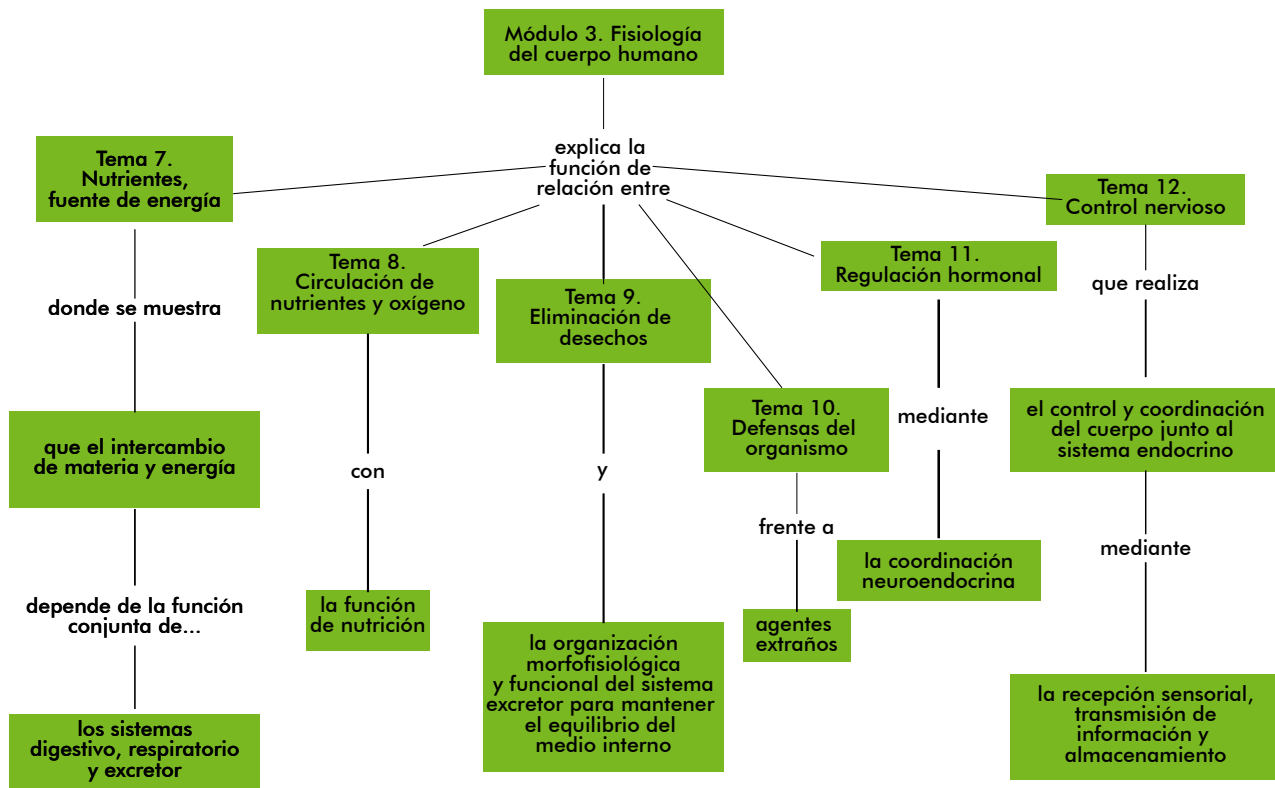 Módulo 3. Fisiología
del cuerpo humano
explica la
función de
relación entre
Tema 7.
Nutrientes,
fuente de energía
donde se muestra
que el intercambio
de materia y energía
depende de la función
conjunta de...
los sistemas
digestivo, respiratorio
y excretor
Tema 8.
Circulación de
nutrientes y oxígeno
con
la función
de nutrición
Tema 9.
Eliminación de
desechos
y
la organización
morfofisiológica
y funcional del sistema
excretor para mantener
el equilibrio del
medio interno
Tema 10.
Defensas del
organismo
frente a
agentes
extraños
Tema 11.
Regulación hormonal
mediante
la coordinación
neuroendocrina
Tema 12.
Control nervioso
que realiza
el control y coordinación
del cuerpo junto al
sistema endocrino
mediante
la recepción sensorial,
transmisión de
información y
almacenamiento